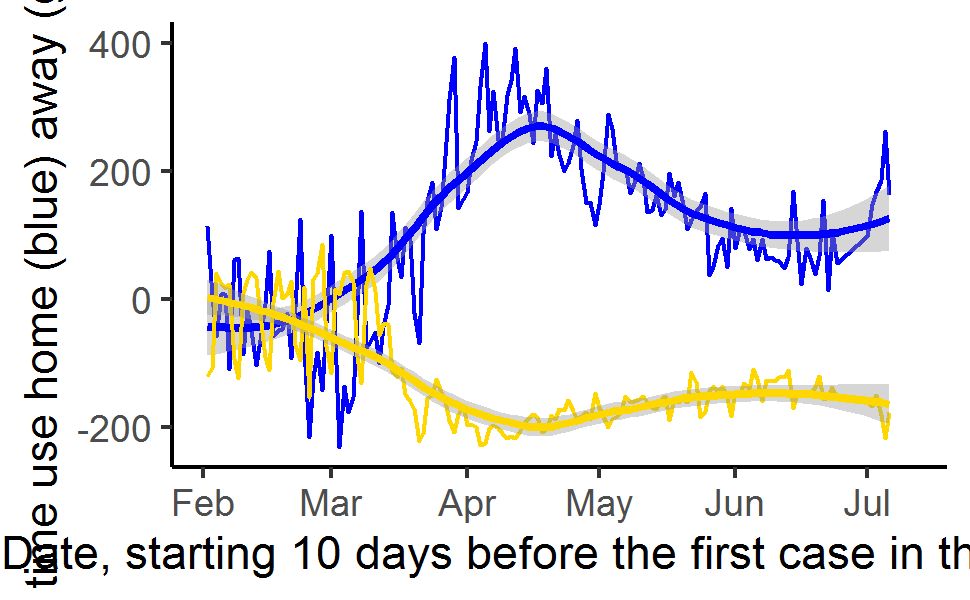 time use home (blue) away (g
400
200
0
-200
Feb Mar Apr May Jun Jul
Date, starting 10 days before the first case in th